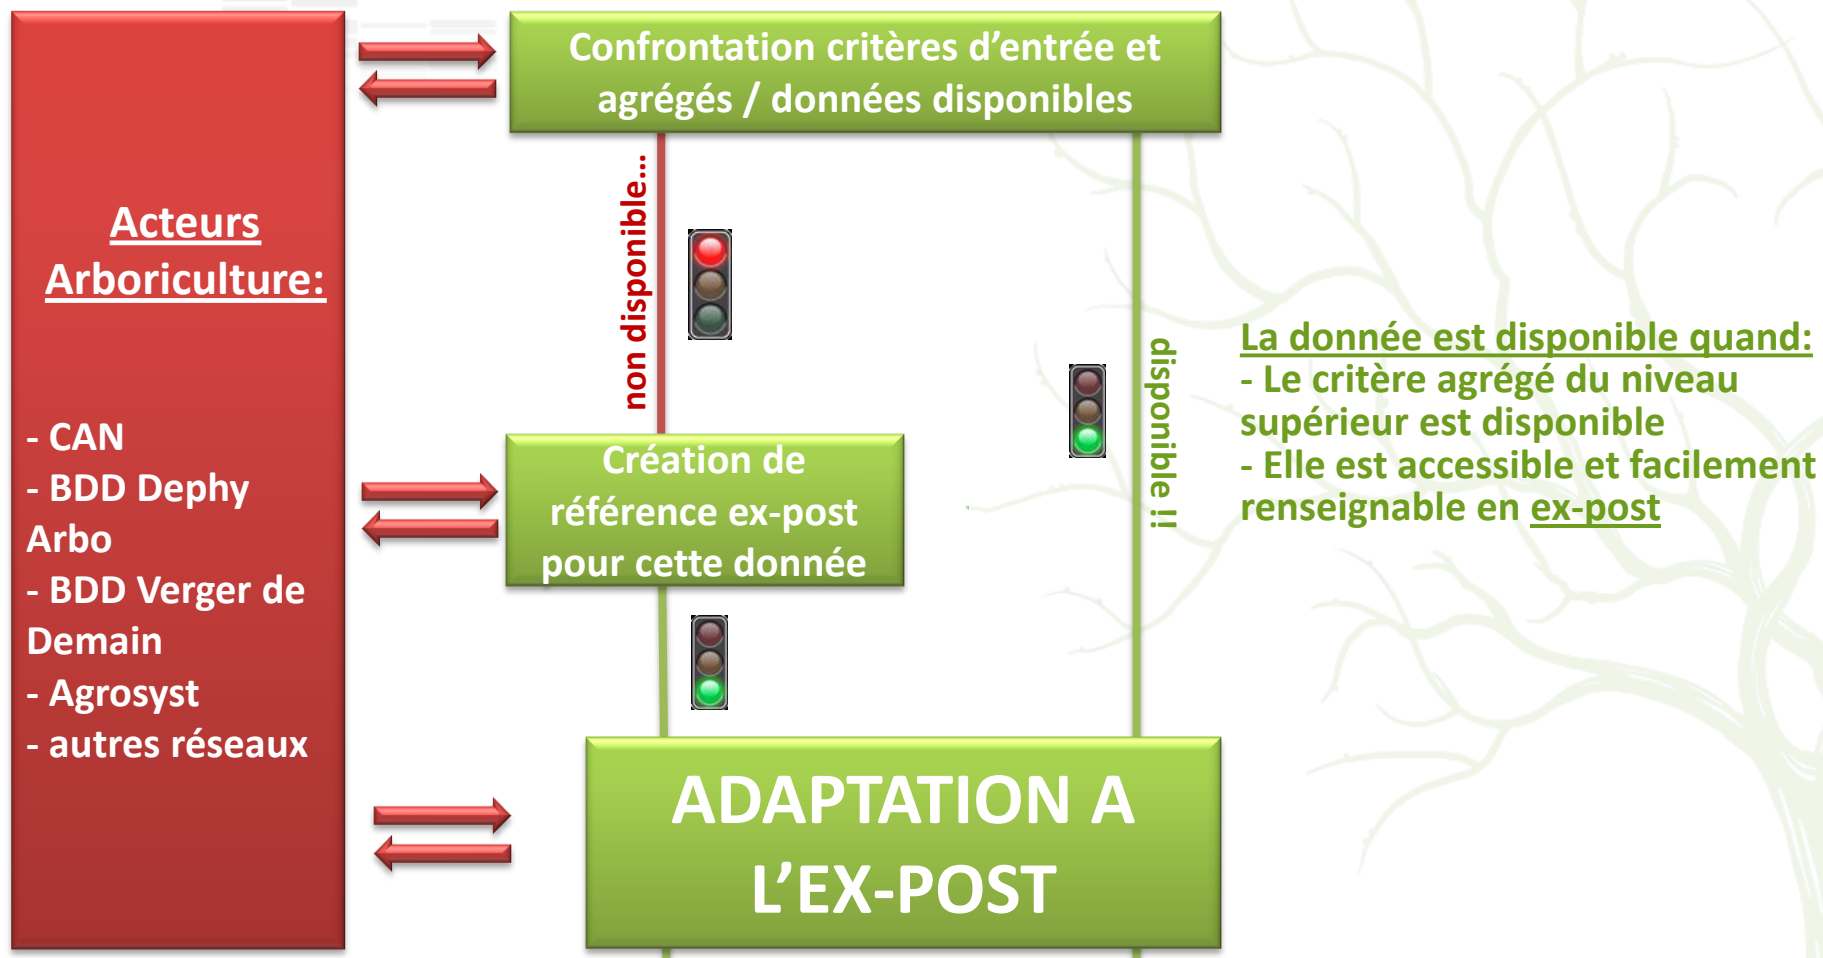 Confrontation critères d'entrée et
agrégés / données disponibles
Acteurs
Arboriculture:
- CAN
- BDD Dephy
Arbo
- BDD Verger de
Demain
- Agrosyst
- autres réseaux
non disponible...
disponible !!
La donnée est disponible quand:
- Le critère agrégé du niveau
supérieur est disponible
- Elle est accessible et facilement
renseignable en ex-post
Création de
référence ex-post
pour cette donnée
ADAPTATION A
L'EX-POST